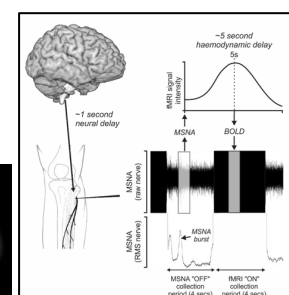 ~5 second
haemodynamic delay
5s
fMRI signal
intensity
~1 second
neural delay
MSNA
BOLD
MSNA
(raw nerve)
MSNA
(RMS nerve)
MSNA
burst
MSNA "OFF"
collection
period (4 secs)
fMRI "ON"
collection
period (4 secs)